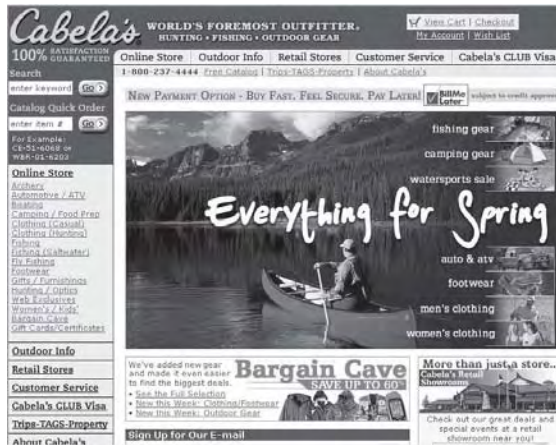 Cabela's
WORLD'S FOREMOST OUTFITTER.
HUNTING • FISHING • OUTDOOR GEAR
100% SATISFACTION GUARANTEED
View Cart | Checkout
My Account | Wish List
Online Store Outdoor Info Retail Stores Customer Service Cabela's CLUB Visa
1-800-237-4444 Free Catalog | Trips-TAGS-Property | About Cabela's
Search
enter keyword Go
Catalog Quick Order
enter item # Go
For Example:
CE-51-6068 or
WBR-01-6203
NEW PAYMENT OPTION - BUY FAST. FEEL SECURE. PAY LATER!
BillMe Later
subject to credit approv
Online Store
Archery
Automotive / ATV
Boating
Camping / Food Prep
Clothing (Casual)
Clothing (Hunting)
Fishing
Fishing (Saltwater)
Fly Fishing
Footwear
Gifts / Furnishings
Hunting / Optics
Web Exclusives
Women's / Kids'
Bargain Cave
Gift Cards/Certificates
Outdoor Info
Retail Stores
Customer Service
Cabela's CLUB Visa
Trips-TAGS-Property
About Cabela's
fishing gear
camping gear
watersports sale
Everything for Spring
auto & atv
footwear
men's clothing
women's clothing
We've added new gear
and made it even easier
to find the biggest deals.
• See the Full Selection
• New this Week: Clothing/Footwear
• New this Week: Outdoor Gear
Bargain Cave
SAVE UP TO 60%
Sign Up for Our E-mail
More than just a store...
Cabela's Retail
Showrooms
Check out our great deals and
special events at a retail
showroom near you!